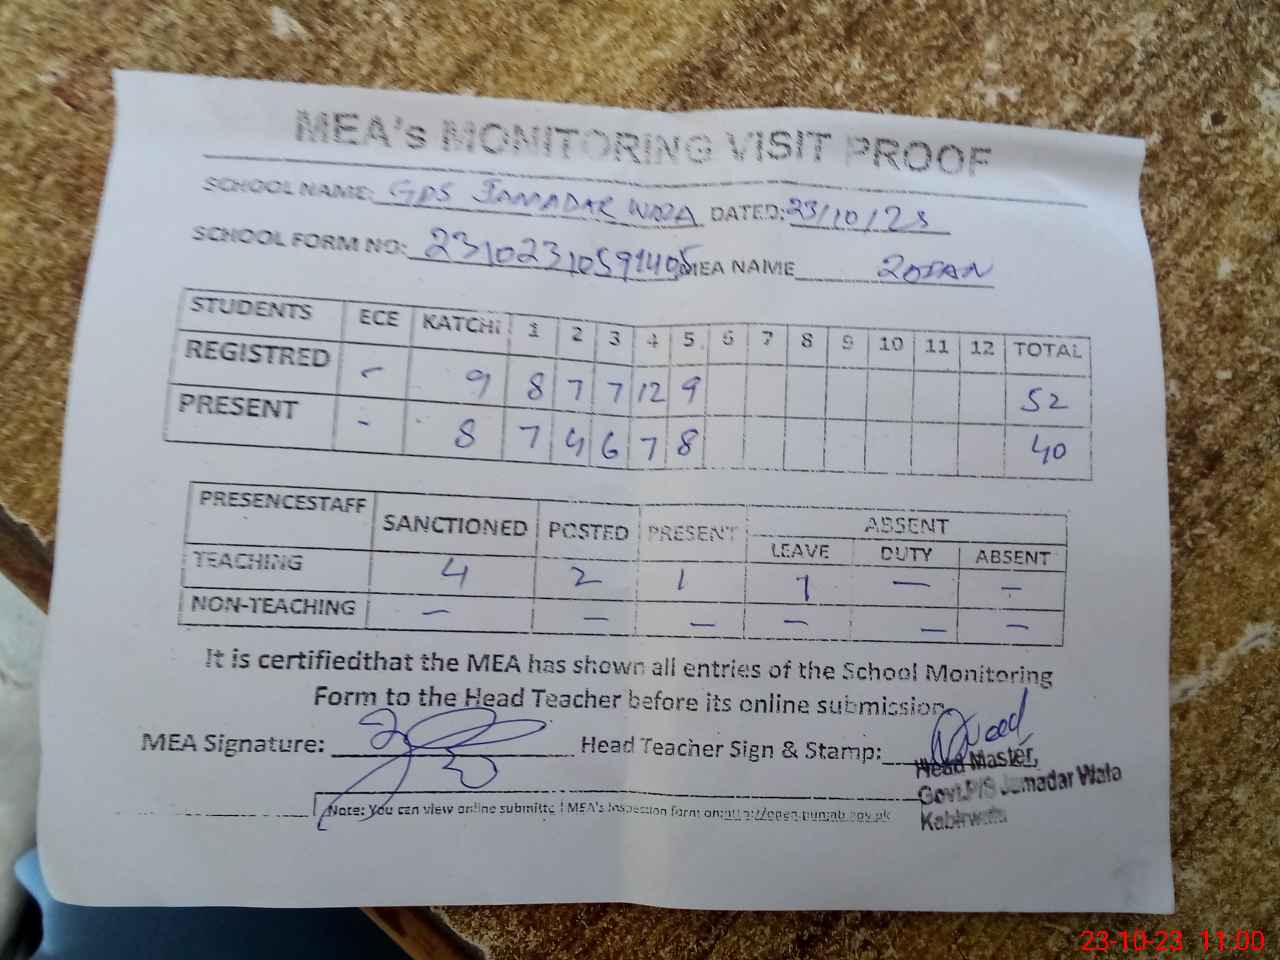 MEA's MONITORING VISIT PROOF
SCHOOL NAME: GPS JAMADAR WALA DATED: 23/10/23
SCHOOL FORM NO: 23102310591405 MEA NAME
STUDENTS ECE KATCHI 1 2 3 4 5 6 7 8 9 10 11 12 TOTAL
REGISTRED - 9 8 7 7 12 9 52
PRESENT - 8 7 4 6 7 8 40
PRESENCESTAFF SANCTIONED POSTED PRESENT ABSENT
LEAVE DUTY ABSENT
TEACHING 4 2 1 1 — —
NON-TEACHING — — — — — —
It is certifiedthat the MEA has shown all entries of the School Monitoring
Form to the Head Teacher before its online submission
MEA Signature: Head Teacher Sign & Stamp:
Head Master,
Govt.P/S Jamadar Wala
Kabirwala
Note: You can view online submitte MEA's Inspection form on:
23-10-23 11:00